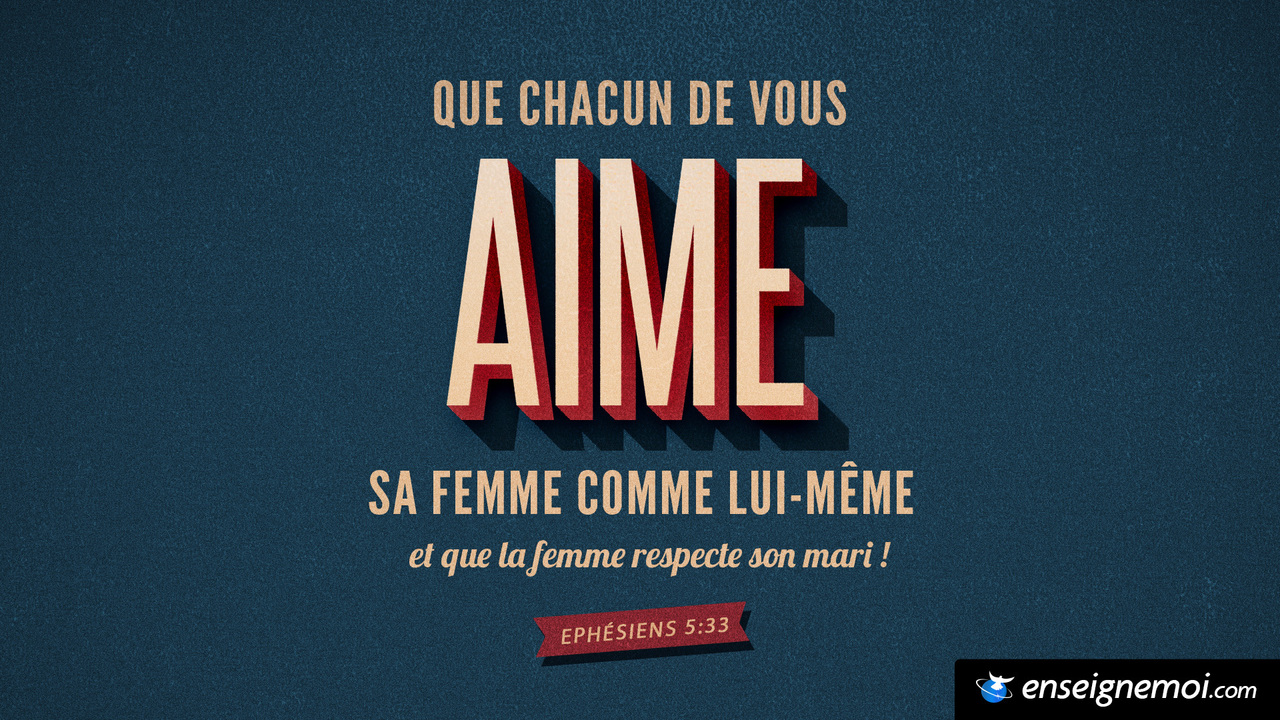 QUE CHACUN DE VOUS
AIME
SA FEMME COMME LUI-MÊME
et que la femme respecte son mari !
EPHÉSIENS 5:33
enseignemoi.com